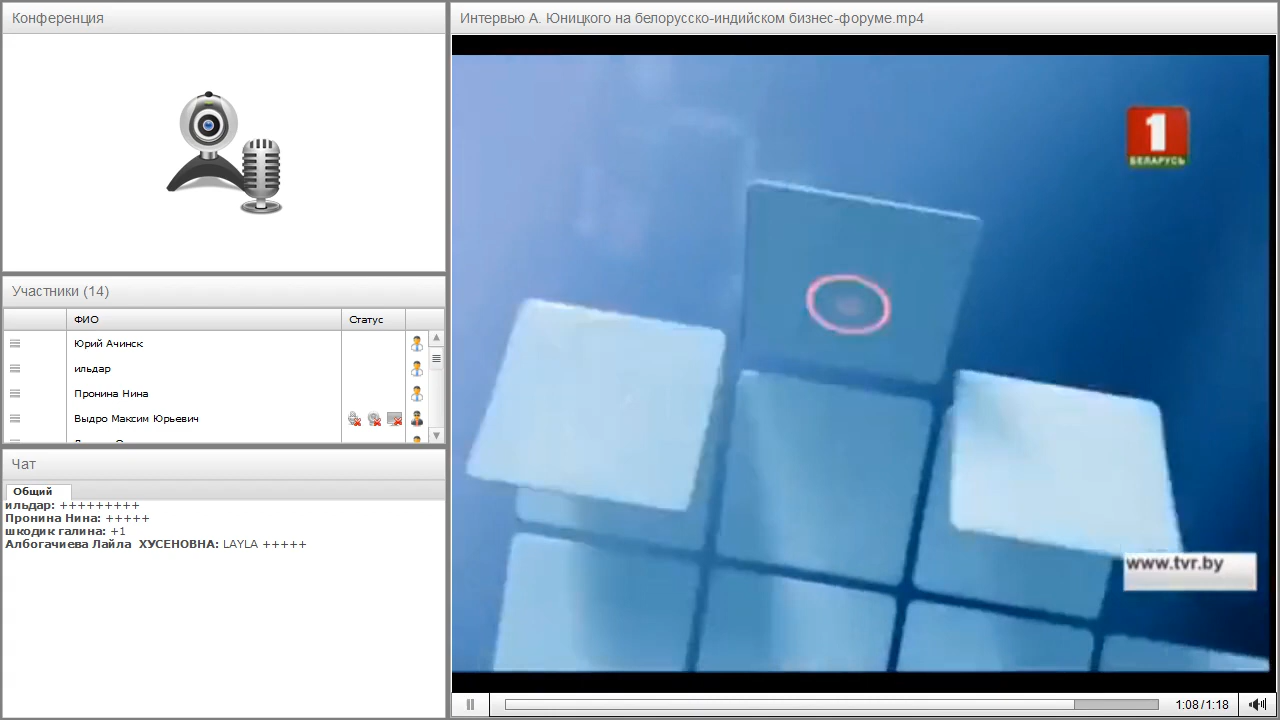 Конференция
Интервью А. Юницкого на белорусско-индийском бизнес-форуме.mp4
1
БЕЛАРУСЬ
Участники (14)
ФИО
Статус
Юрий Ачинск
ильдар
Пронина Нина
Выдро Максим Юрьевич
Чат
Общий
ильдар: +++++++++
Пронина Нина: +++++
шкодик галина: +1
Албогачиева Лайла ХУСЕНОВНА: LAYLA +++++
www.tvr.by
1:08/1:18